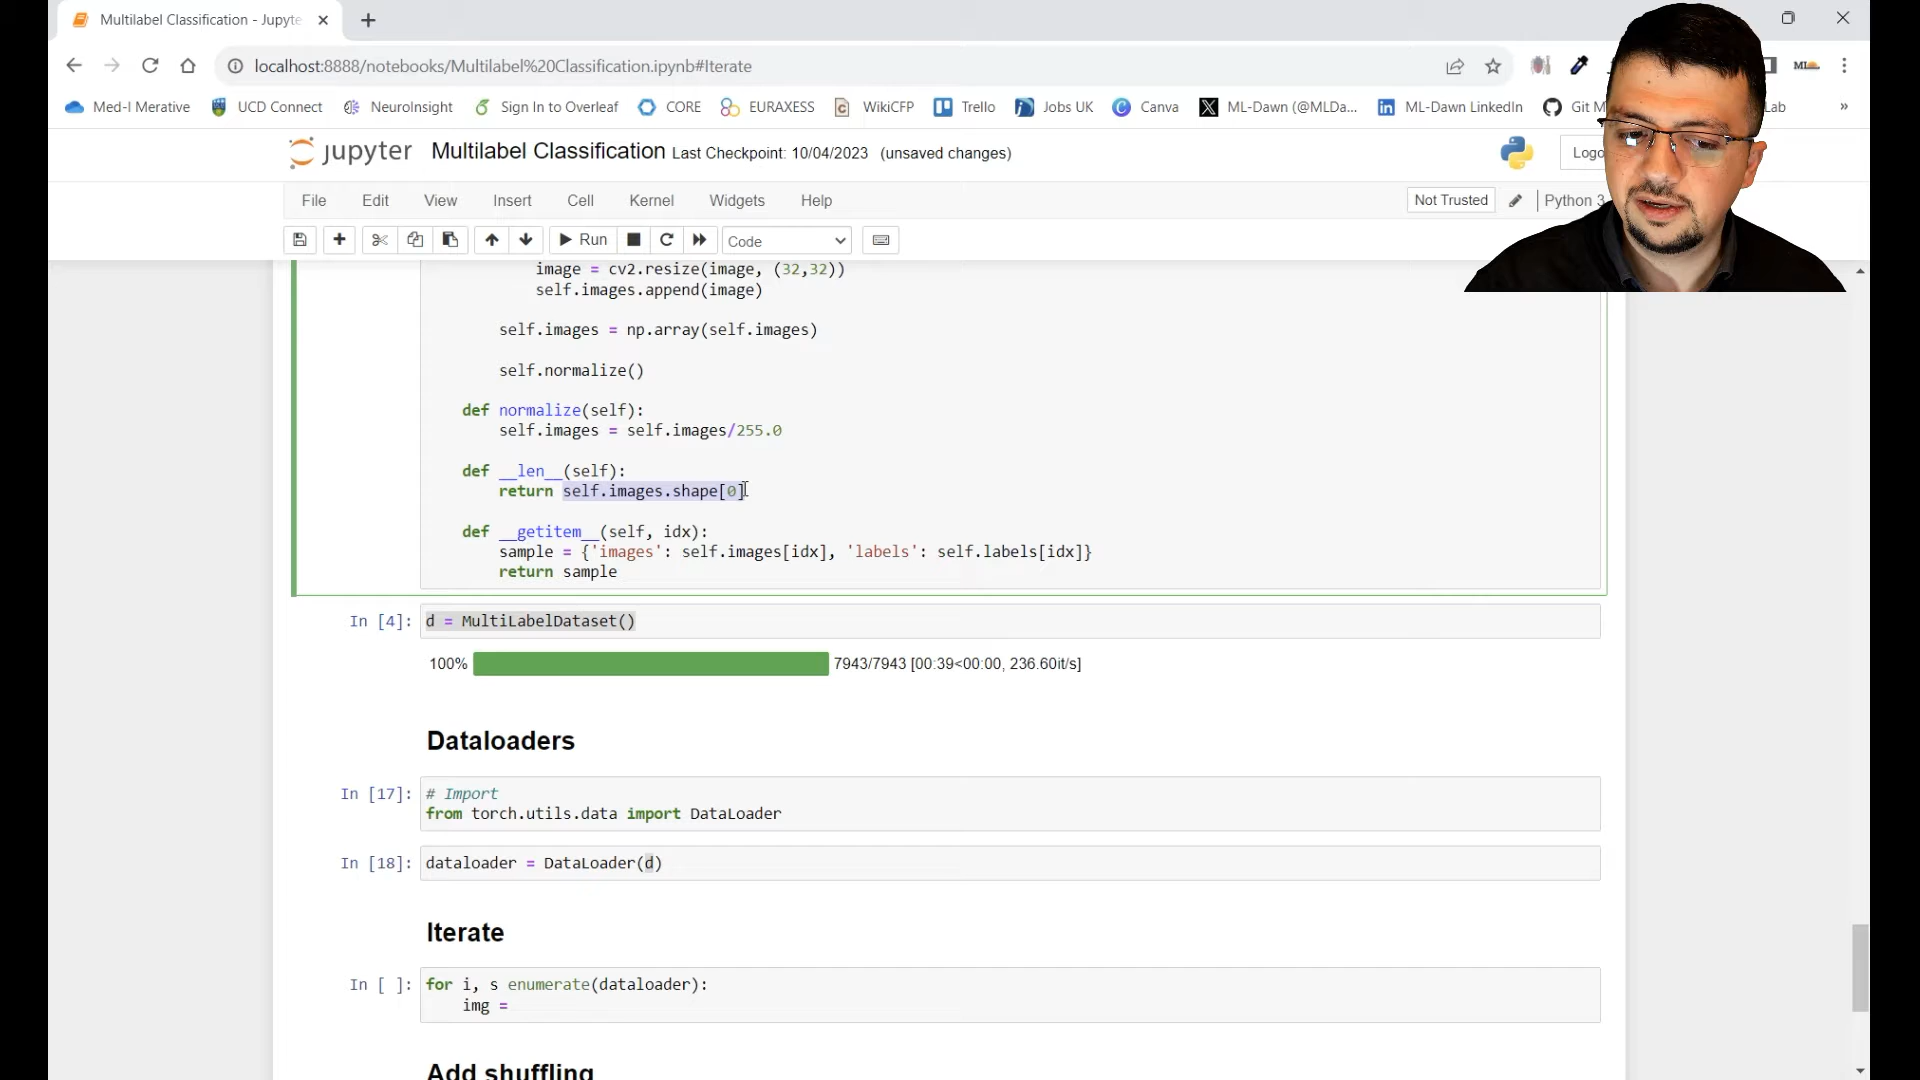 Multilabel Classification - Jupyte
localhost:8888/notebooks/Multilabel%20Classification.ipynb#Iterate
Med-I Merative UCD Connect NeuroInsight Sign In to Overleaf CORE EURAXESS WikiCFP Trello Jobs UK Canva ML-Dawn (@MLDa... ML-Dawn LinkedIn Git Lab »
jupyter Multilabel Classification Last Checkpoint: 10/04/2023 (unsaved changes)
Logo
File Edit View Insert Cell Kernel Widgets Help Not Trusted Python 3
Run Code
image = cv2.resize(image, (32,32))
self.images.append(image)
self.images = np.array(self.images)
self.normalize()
def normalize(self):
self.images = self.images/255.0
def __len__(self):
return self.images.shape[0]
def __getitem__(self, idx):
sample = {'images': self.images[idx], 'labels': self.labels[idx]}
return sample
In [4]: d = MultiLabelDataset()
100% 7943/7943 [00:39<00:00, 236.60it/s]
Dataloaders
In [17]: # Import
from torch.utils.data import DataLoader
In [18]: dataloader = DataLoader(d)
Iterate
In [ ]: for i, s enumerate(dataloader):
img =
Add shuffling